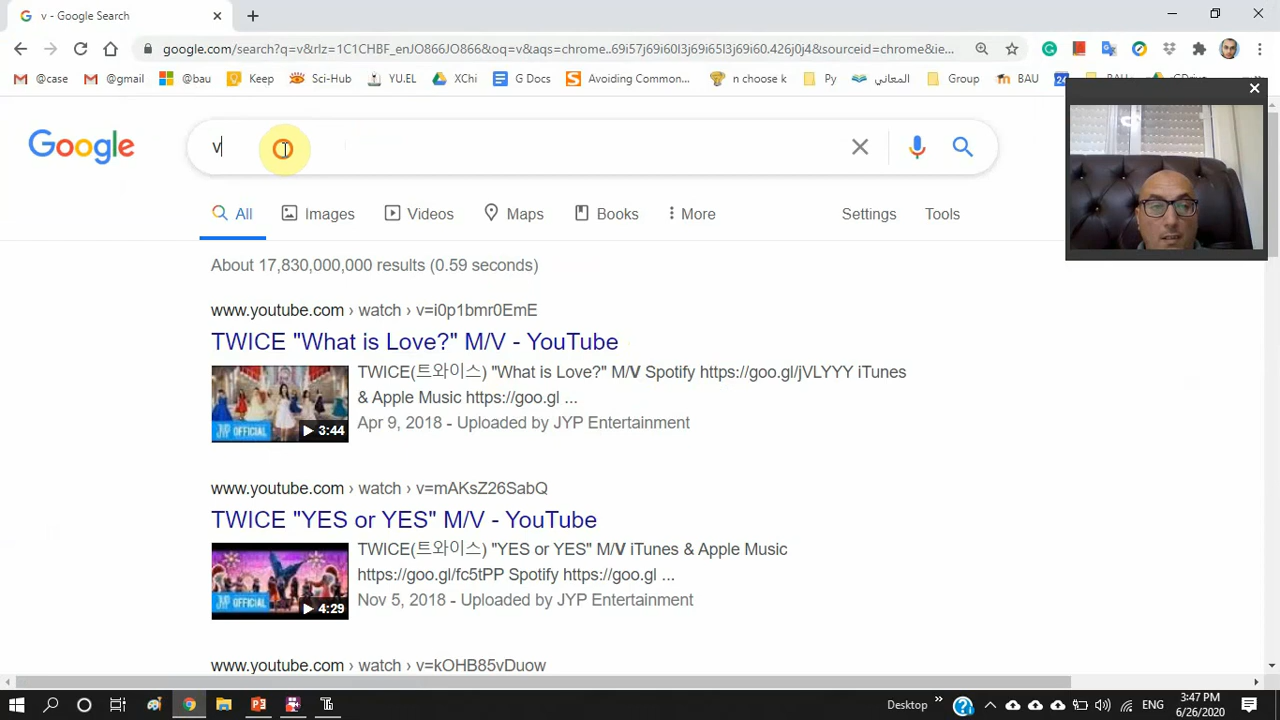 v - Google Search
google.com/search?q=v&rlz=1C1CHBF_enJO866JO866&oq=v&aqs=chrome..69i57j69i60l3j69i65l3j69i60.426j0j4&sourceid=chrome&ie...
@case @gmail @bau Keep Sci-Hub YU.EL XChi G Docs Avoiding Common... n choose k Py المعاني Group BAU 24
Google v
All Images Videos Maps Books More Settings Tools
About 17,830,000,000 results (0.59 seconds)
www.youtube.com › watch › v=i0p1bmr0EmE
TWICE "What is Love?" M/V - YouTube
TWICE(트와이스) "What is Love?" M/V Spotify https://goo.gl/jVLYYY iTunes
& Apple Music https://goo.gl ...
Apr 9, 2018 - Uploaded by JYP Entertainment
JYP OFFICIAL 3:44
www.youtube.com › watch › v=mAKsZ26SabQ
TWICE "YES or YES" M/V - YouTube
TWICE(트와이스) "YES or YES" M/V iTunes & Apple Music
https://goo.gl/fc5tPP Spotify https://goo.gl ...
Nov 5, 2018 - Uploaded by JYP Entertainment
JYP OFFICIAL 4:29
www.youtube.com › watch › v=kOHB85vDuow
Desktop ENG
3:47 PM
6/26/2020